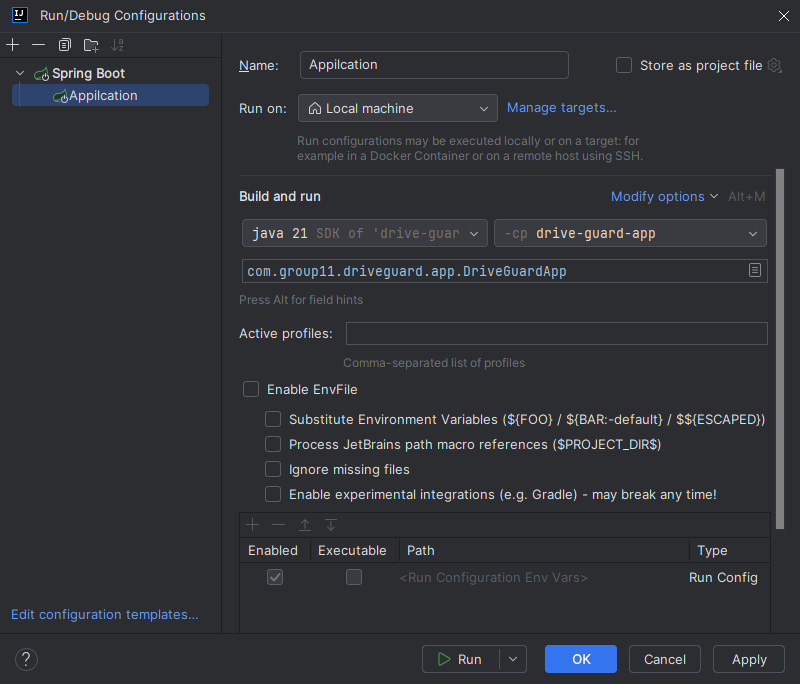 IJ
Run/Debug Configurations
Spring Boot
Appilcation
Name:
Appilcation
Store as project file
Run on:
Local machine
Manage targets...
Run configurations may be executed locally or on a target: for
example in a Docker Container or on a remote host using SSH.
Build and run
Modify options
Alt+M
java 21 SDK of 'drive-guar
-cp drive-guard-app
com.group11.driveguard.app.DriveGuardApp
Press Alt for field hints
Active profiles:
Comma-separated list of profiles
Enable EnvFile
Substitute Environment Variables (${FOO} / ${BAR:-default} / $${ESCAPED})
Process JetBrains path macro references ($PROJECT_DIR$)
Ignore missing files
Enable experimental integrations (e.g. Gradle) - may break any time!
Enabled Executable Path Type
<Run Configuration Env Vars> Run Config
Edit configuration templates...
?
Run
OK
Cancel
Apply